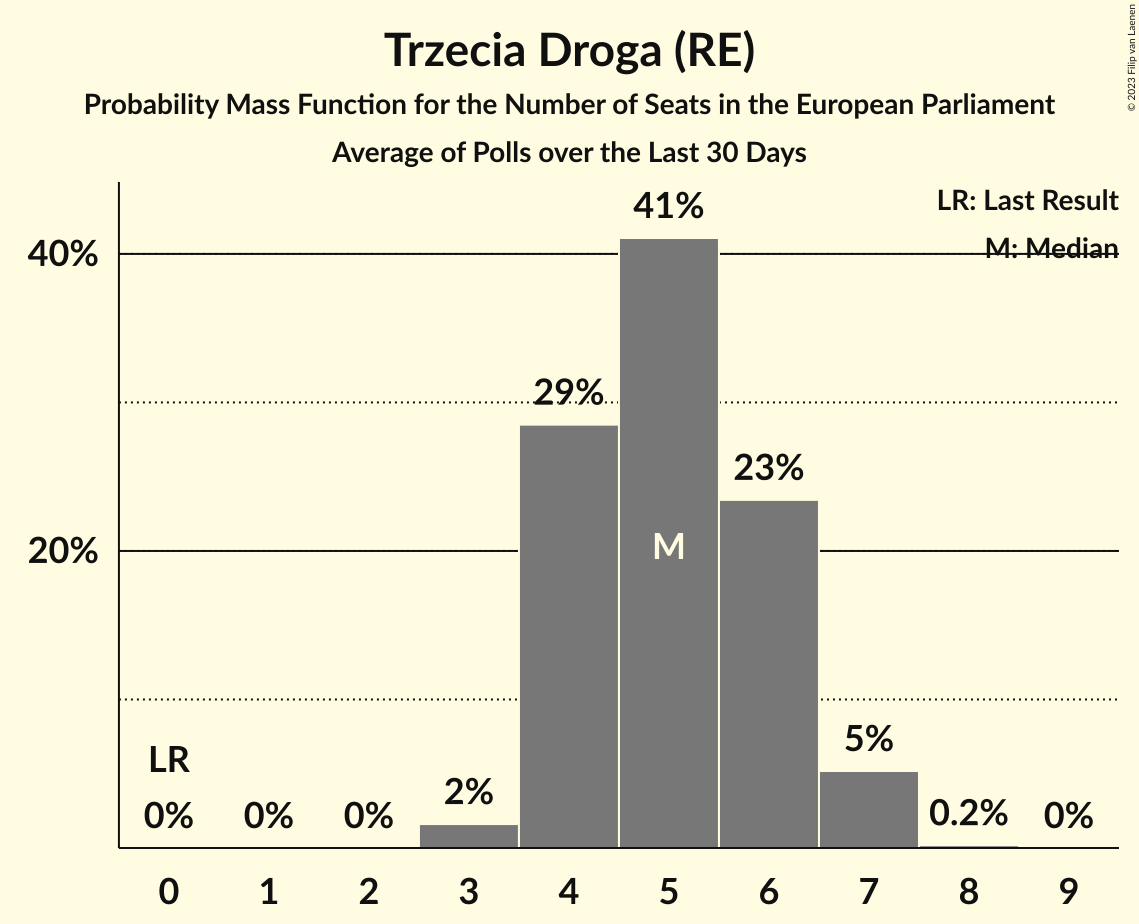 Trzecia Droga (RE)
Probability Mass Function for the Number of Seats in the European Parliament
Average of Polls over the Last 30 Days
© 2023 Filip van Laenen
LR: Last Result
M: Median
41%
40%
29%
23%
M
20%
5%
LR
2%
0% 0% 0% 0.2% 0%
0 1 2 3 4 5 6 7 8 9